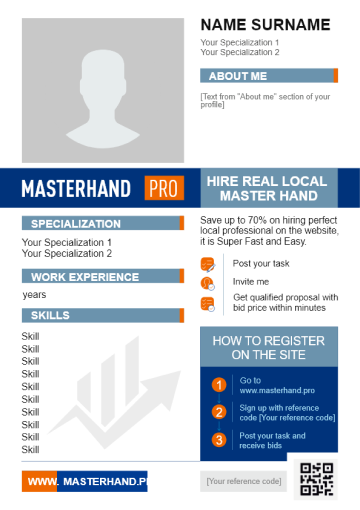 NAME SURNAME
Your Specialization 1
Your Specialization 2
ABOUT ME
[Text from "About me" section of your
profile]
MASTERHAND PRO
HIRE REAL LOCAL
MASTER HAND
SPECIALIZATION
Your Specialization 1
Your Specialization 2
WORK EXPERIENCE
years
SKILLS
Skill
Skill
Skill
Skill
Skill
Skill
Skill
Skill
Skill
Skill
WWW. MASTERHAND.P
Save up to 70% on hiring perfect
local professional on the website,
it is Super Fast and Easy.
Post your task
Invite me
Get qualified proposal with
bid price within minutes
HOW TO REGISTER
ON THE SITE
1 Go to
www.masterhand.pro
2 Sign up with reference
code [Your reference code]
3 Post your task and
receive bids
[Your reference code]